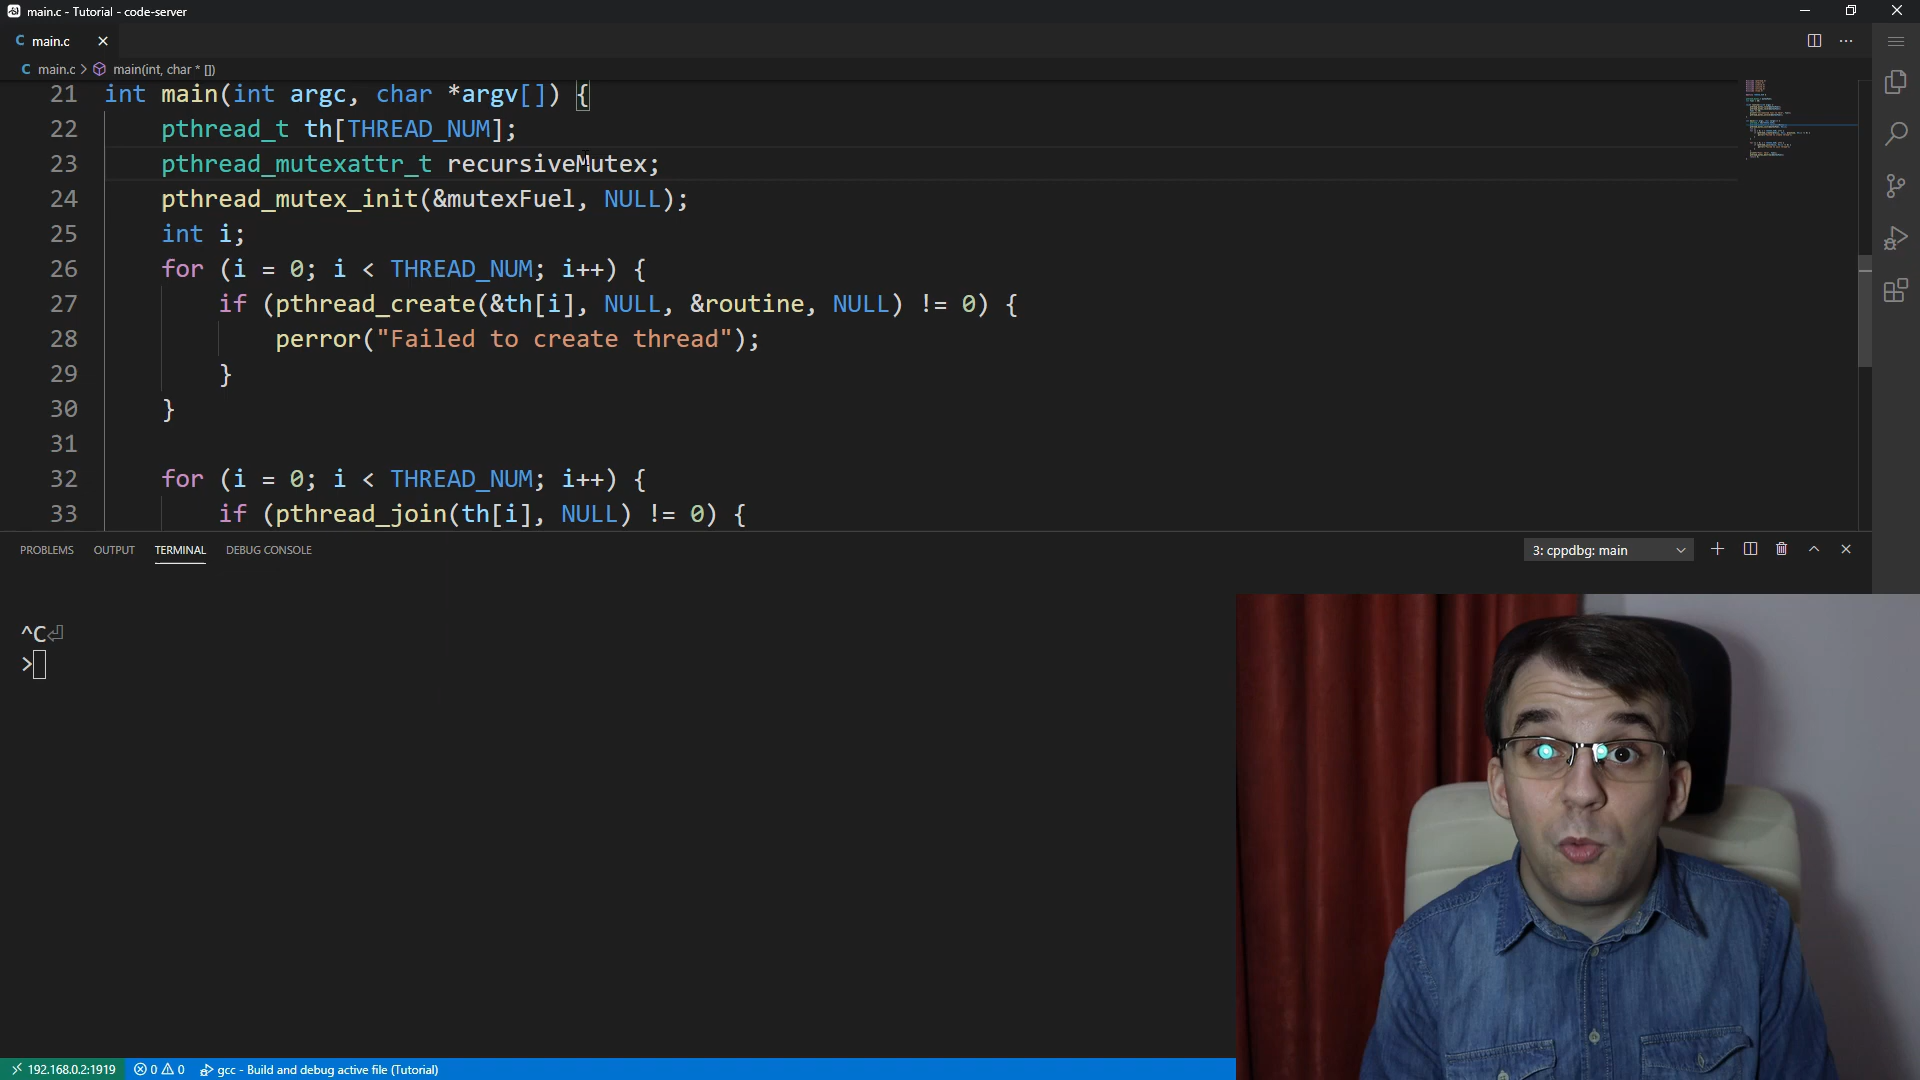 main.c - Tutorial - code-server
C main.c
C main.c > main(int, char * [])
21 int main(int argc, char *argv[]) {
22 pthread_t th[THREAD_NUM];
23 pthread_mutexattr_t recursiveMutex;
24 pthread_mutex_init(&mutexFuel, NULL);
25 int i;
26 for (i = 0; i < THREAD_NUM; i++) {
27 if (pthread_create(&th[i], NULL, &routine, NULL) != 0) {
28 perror("Failed to create thread");
29 }
30 }
31
32 for (i = 0; i < THREAD_NUM; i++) {
33 if (pthread_join(th[i], NULL) != 0) {
PROBLEMS OUTPUT TERMINAL DEBUG CONSOLE 3: cppdbg: main
^C⏎
>
192.168.0.2:1919 0 0 gcc - Build and debug active file (Tutorial)